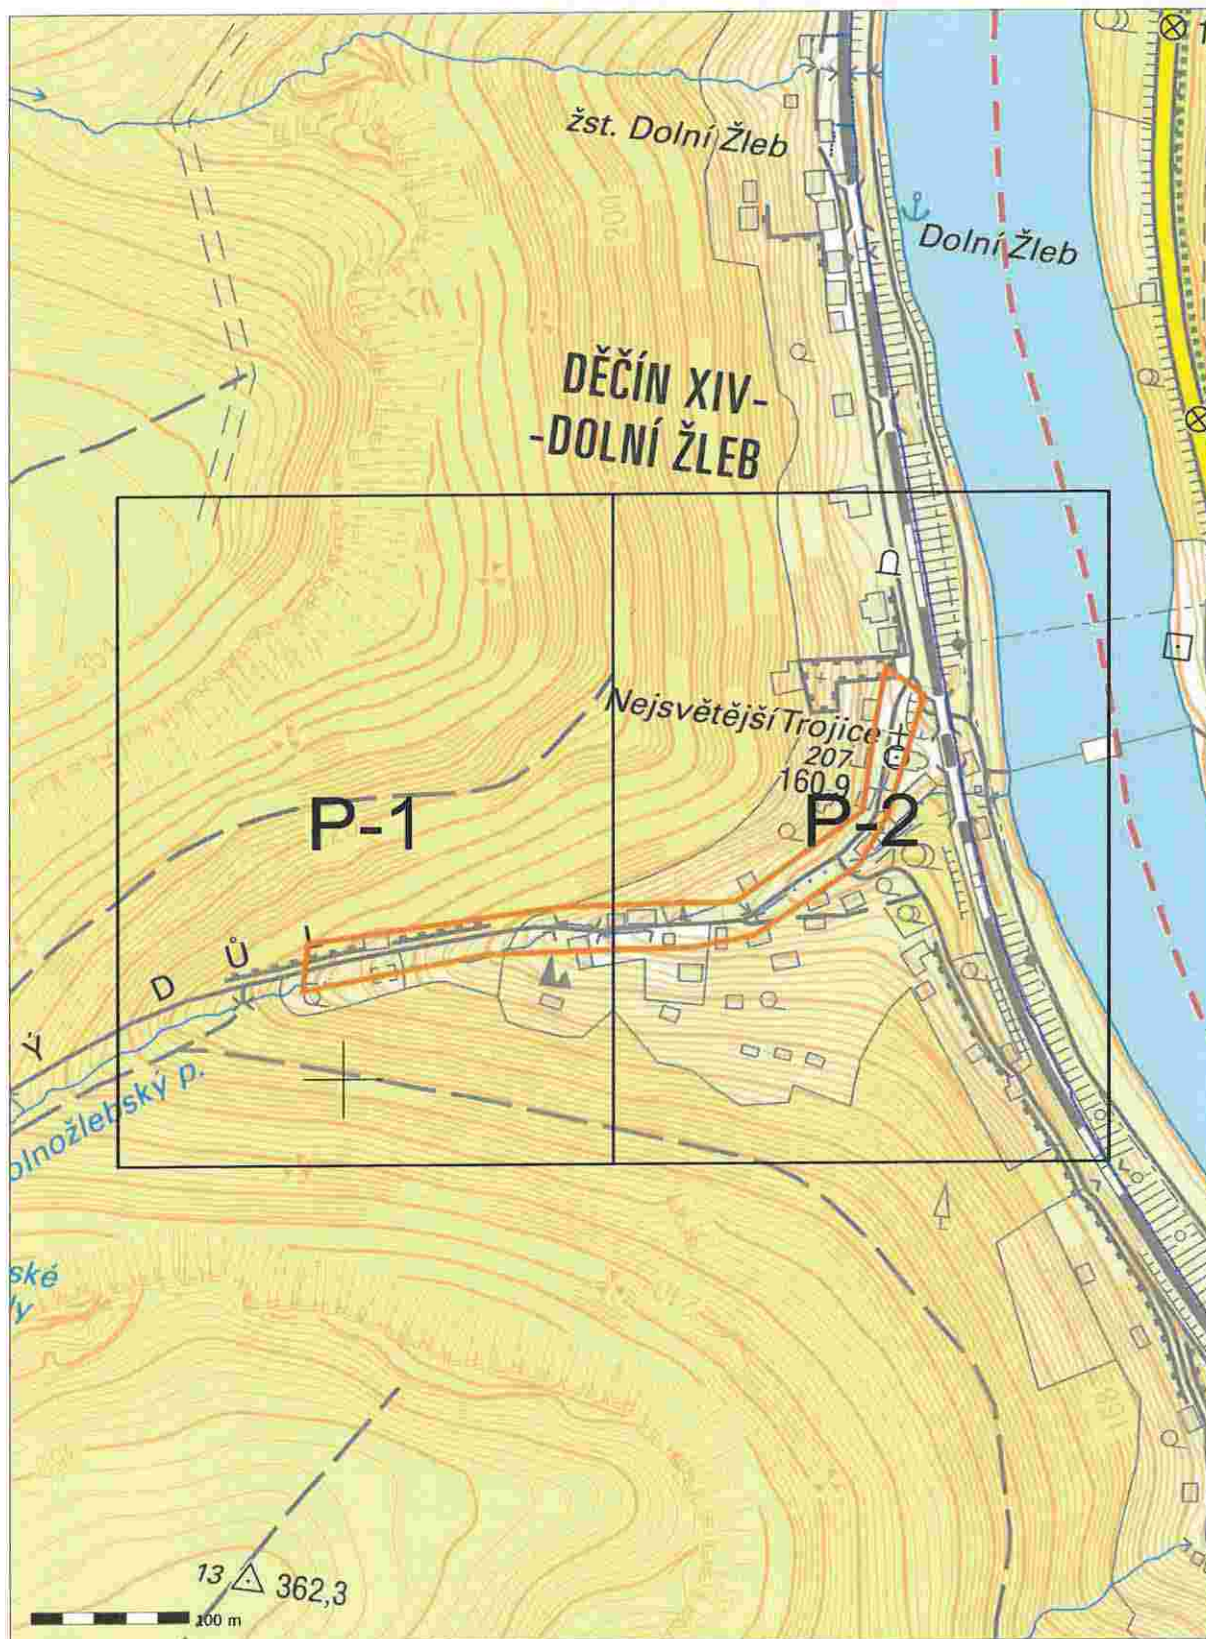 žst. Dolní Žleb
Dolní Žleb
DĚČÍN XIV-
-DOLNÍ ŽLEB
Nejsvětější Trojice
207
160,9
P-1
P-2
Ý D Ů L
olnožlebský p.
ské
13 362,3
100 m